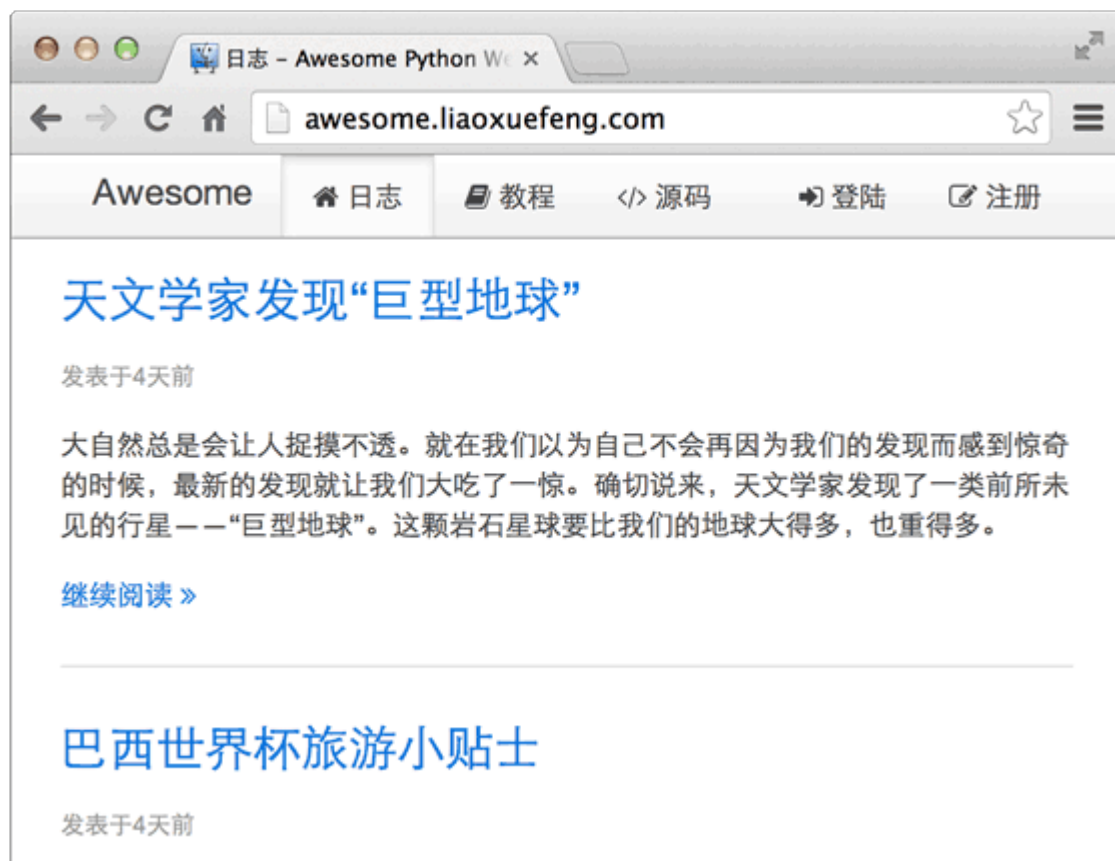 日志 - Awesome Python We
awesome.liaoxuefeng.com
Awesome 日志 教程 </> 源码 登陆 注册
天文学家发现“巨型地球”
发表于4天前
大自然总是会让人捉摸不透。就在我们以为自己不会再因为我们的发现而感到惊奇
的时候，最新的发现就让我们大吃了一惊。确切说来，天文学家发现了一类前所未
见的行星——“巨型地球”。这颗岩石星球要比我们的地球大得多，也重得多。
继续阅读 »
巴西世界杯旅游小贴士
发表于4天前